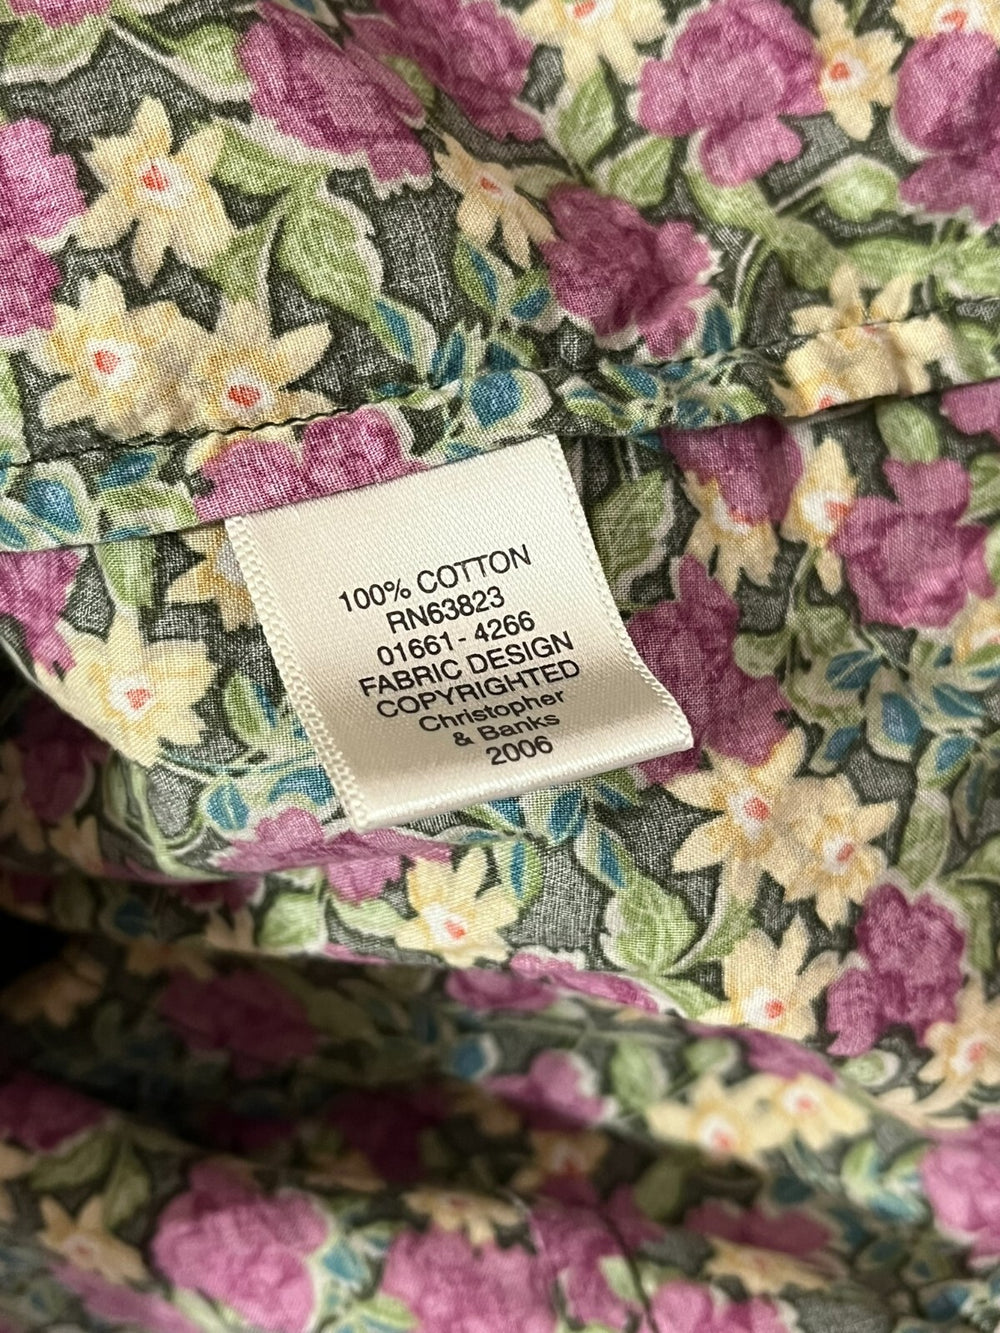 100% COTTON
RN63823
01661-4266
FABRIC DESIGN
COPYRIGHTED
Christopher
& Banks
2006